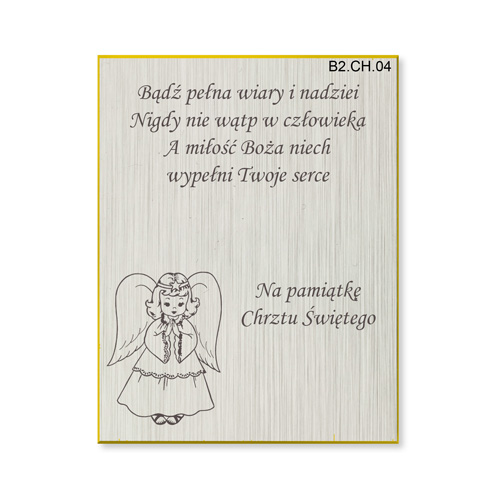 B2.CH.04
Bądź pełna wiary i nadziei
Nigdy nie wątp w człowieka
A miłość Boża niech
wypełni Twoje serce
Na pamiątkę
Chrztu Świętego